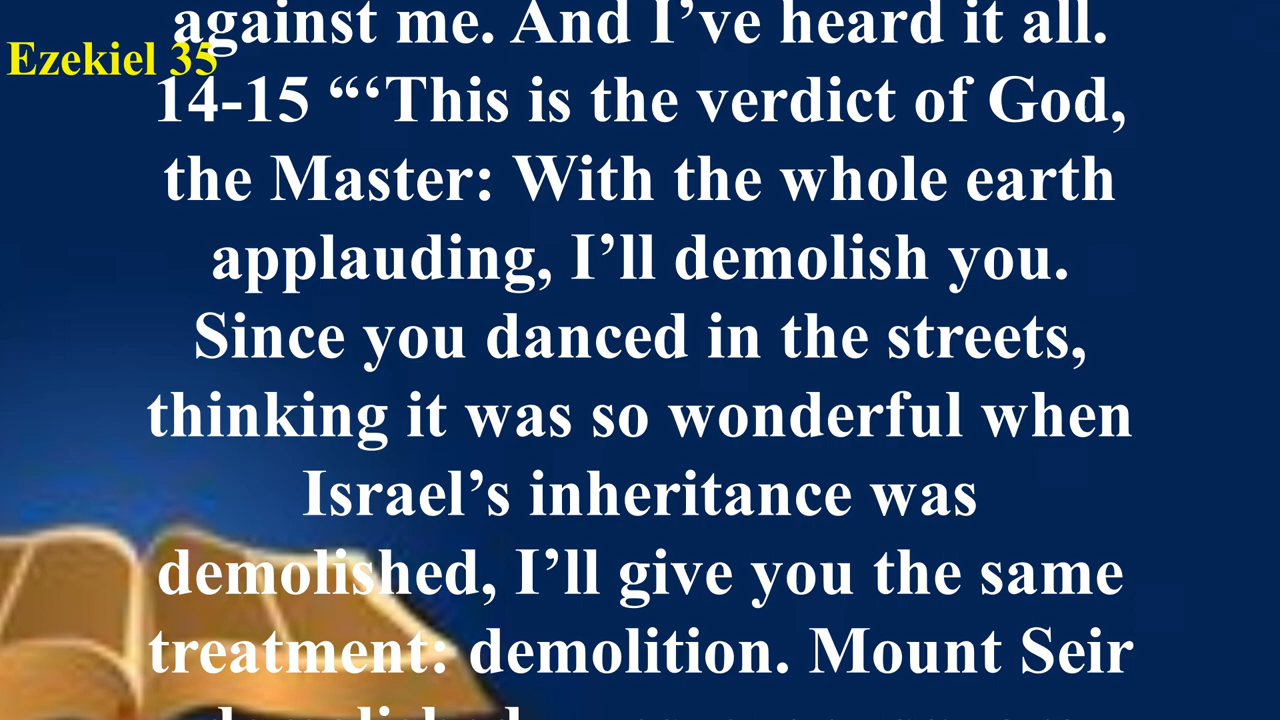 against me. And I’ve heard it all.
Ezekiel 35
14-15 “‘This is the verdict of God,
the Master: With the whole earth
applauding, I’ll demolish you.
Since you danced in the streets,
thinking it was so wonderful when
Israel’s inheritance was
demolished, I’ll give you the same
treatment: demolition. Mount Seir